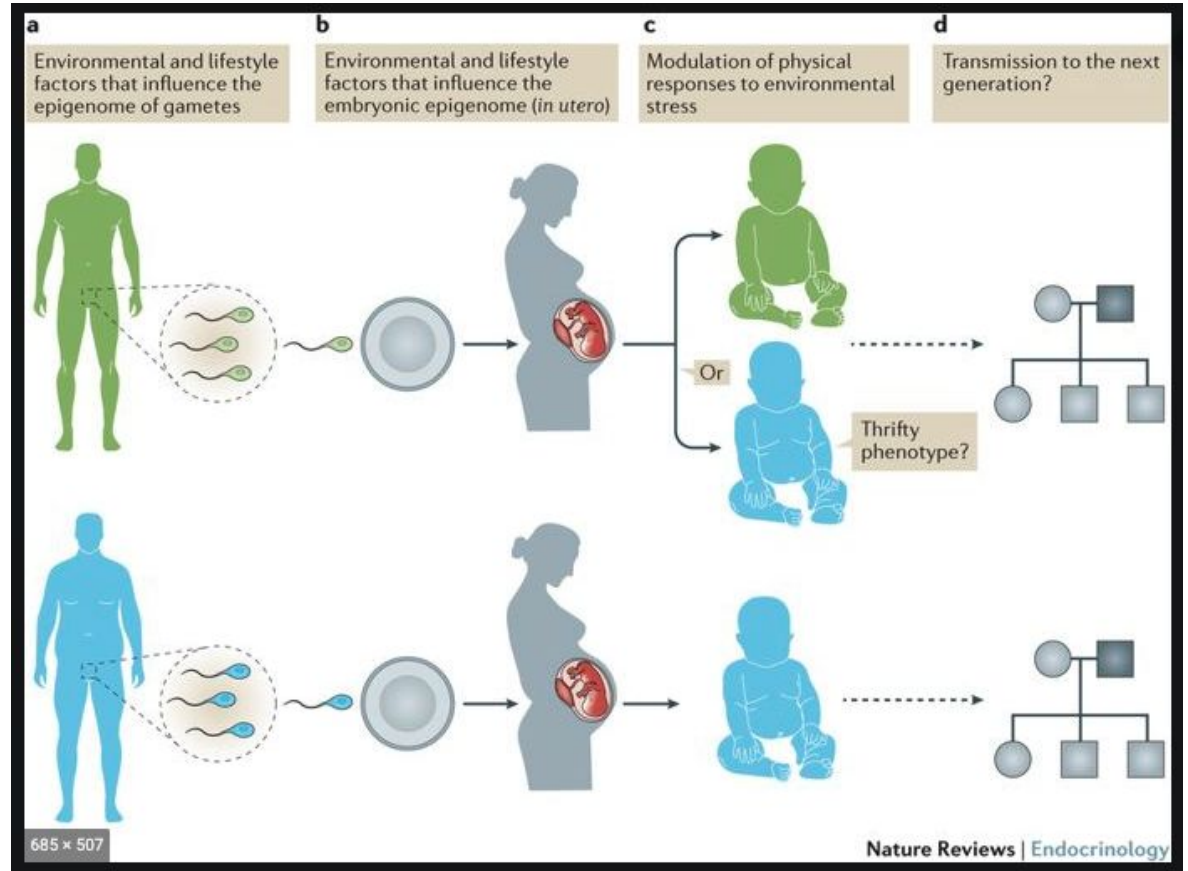 a
Environmental and lifestyle
factors that influence the
epigenome of gametes
b
Environmental and lifestyle
factors that influence the
embryonic epigenome (in utero)
c
Modulation of physical
responses to environmental
stress
d
Transmission to the next
generation?
Or
Thrifty
phenotype?
685 × 507
Nature Reviews | Endocrinology